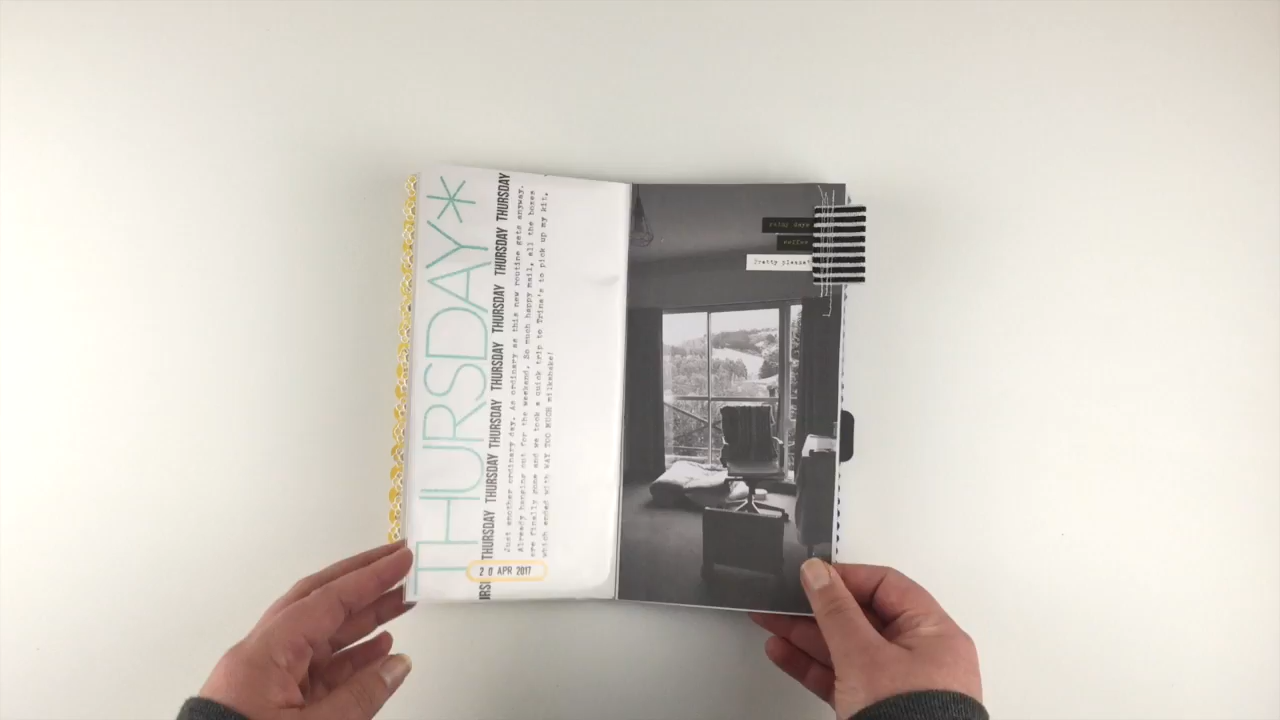 THURSDAY*
THURSDAY THURSDAY THURSDAY THURSDAY THURSDAY THURSDAY
Just another ordinary day. As ordinary as this new routine gets anyway.
Already hanging out for the weekend. So much happy mail, all the boxes
are finally gone and we took a quick trip to Trina's to pick up my kit,
which ended with WAY TOO MUCH milkshake!
2 0 APR 2017
rainy days
coffee
Pretty please?